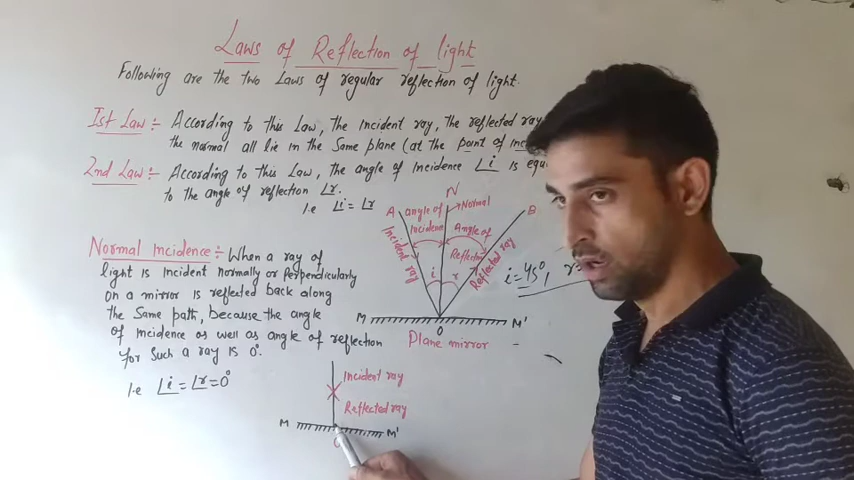 Laws of Reflection of light
Following are the two Laws of regular reflection of light.
Ist Law :- According to this Law, the Incident ray, the reflected ray
the normal all lie in the Same plane (at the point of
2nd Law :- According to this Law, the angle of incidence ∠i is
to the angle of reflection ∠r.
i.e ∠i = ∠r
N
Normal
A
B
angle of
Incidence
Angle of
Reflection
Incident ray
Reflected ray
i
r
i = 45°,
M
M'
O
Plane mirror
Normal Incidence :- When a ray of
light is incident normally or Perpendicularly
on a mirror is reflected back along
the Same path, because the angle
of incidence as well as angle of reflection
for Such a ray is 0°.
i.e ∠i = ∠r = 0°
Incident ray
Reflected ray
M
M'